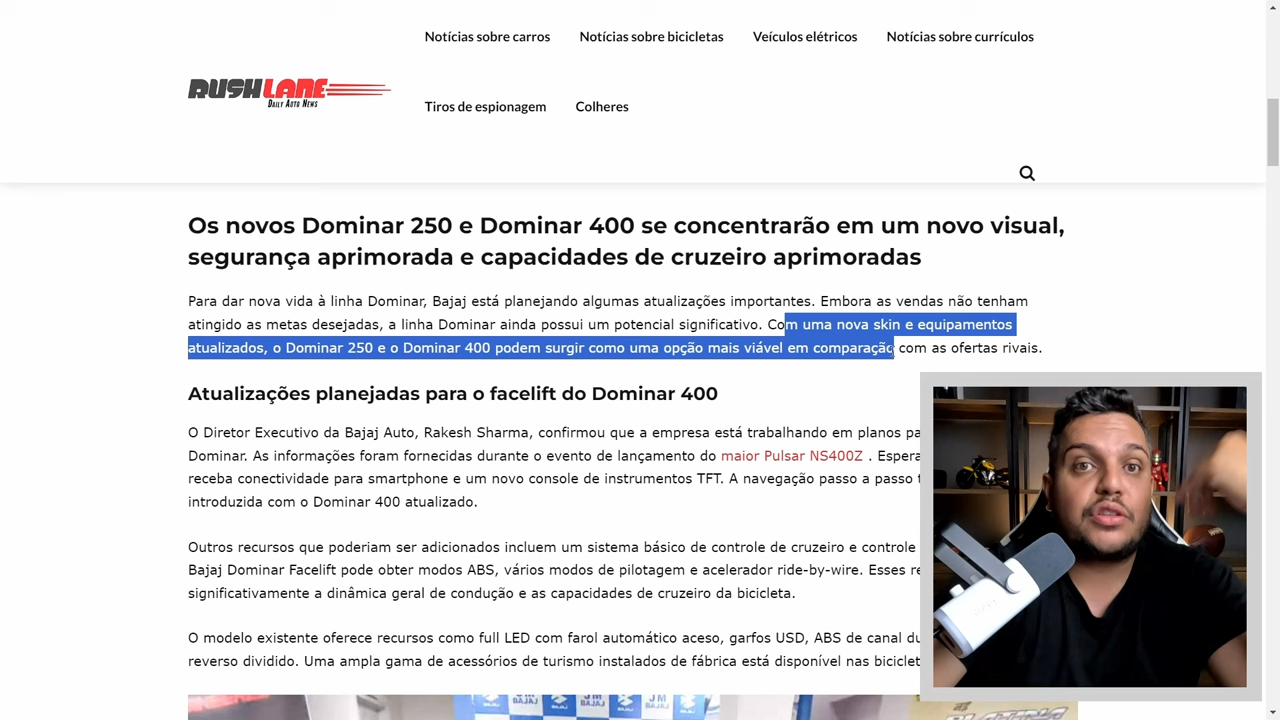 Notícias sobre carros
Notícias sobre bicicletas
Veículos elétricos
Notícias sobre currículos
RUSHLANE
DAILY AUTO NEWS
Tiros de espionagem
Colheres
Os novos Dominar 250 e Dominar 400 se concentrarão em um novo visual,
segurança aprimorada e capacidades de cruzeiro aprimoradas
Para dar nova vida à linha Dominar, Bajaj está planejando algumas atualizações importantes. Embora as vendas não tenham
atingido as metas desejadas, a linha Dominar ainda possui um potencial significativo. Com uma nova skin e equipamentos
atualizados, o Dominar 250 e o Dominar 400 podem surgir como uma opção mais viável em comparação com as ofertas rivais.
Atualizações planejadas para o facelift do Dominar 400
O Diretor Executivo da Bajaj Auto, Rakesh Sharma, confirmou que a empresa está trabalhando em planos pa
Dominar. As informações foram fornecidas durante o evento de lançamento do maior Pulsar NS400Z . Espera
receba conectividade para smartphone e um novo console de instrumentos TFT. A navegação passo a passo t
introduzida com o Dominar 400 atualizado.
Outros recursos que poderiam ser adicionados incluem um sistema básico de controle de cruzeiro e controle
Bajaj Dominar Facelift pode obter modos ABS, vários modos de pilotagem e acelerador ride-by-wire. Esses re
significativamente a dinâmica geral de condução e as capacidades de cruzeiro da bicicleta.
O modelo existente oferece recursos como full LED com farol automático aceso, garfos USD, ABS de canal du
reverso dividido. Uma ampla gama de acessórios de turismo instalados de fábrica está disponível nas biciclet